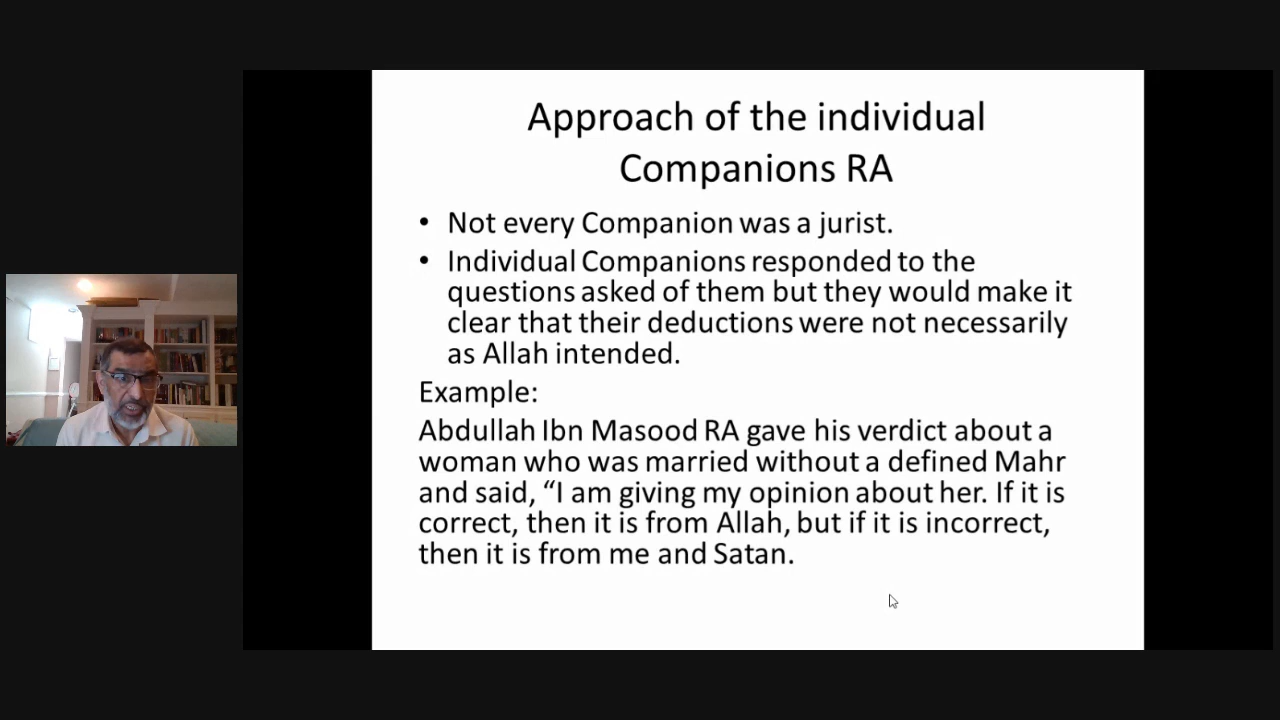 Approach of the individual
Companions RA
• Not every Companion was a jurist.
• Individual Companions responded to the
questions asked of them but they would make it
clear that their deductions were not necessarily
as Allah intended.
Example:
Abdullah Ibn Masood RA gave his verdict about a
woman who was married without a defined Mahr
and said, “I am giving my opinion about her. If it is
correct, then it is from Allah, but if it is incorrect,
then it is from me and Satan.